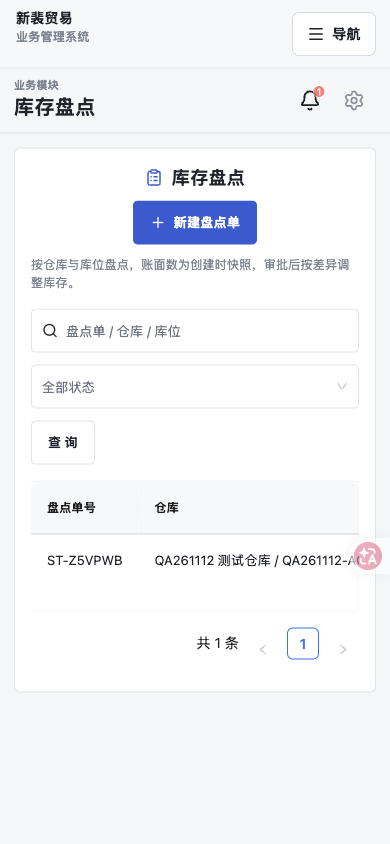 新裴贸易
业务管理系统
导航
业务模块
库存盘点
1
库存盘点
新建盘点单
按仓库与库位盘点，账面数为创建时快照，审批后按差异调
整库存。
盘点单 / 仓库 / 库位
全部状态
查 询
盘点单号 仓库
ST-Z5VPWB QA261112 测试仓库 / QA261112-A
共 1 条 1